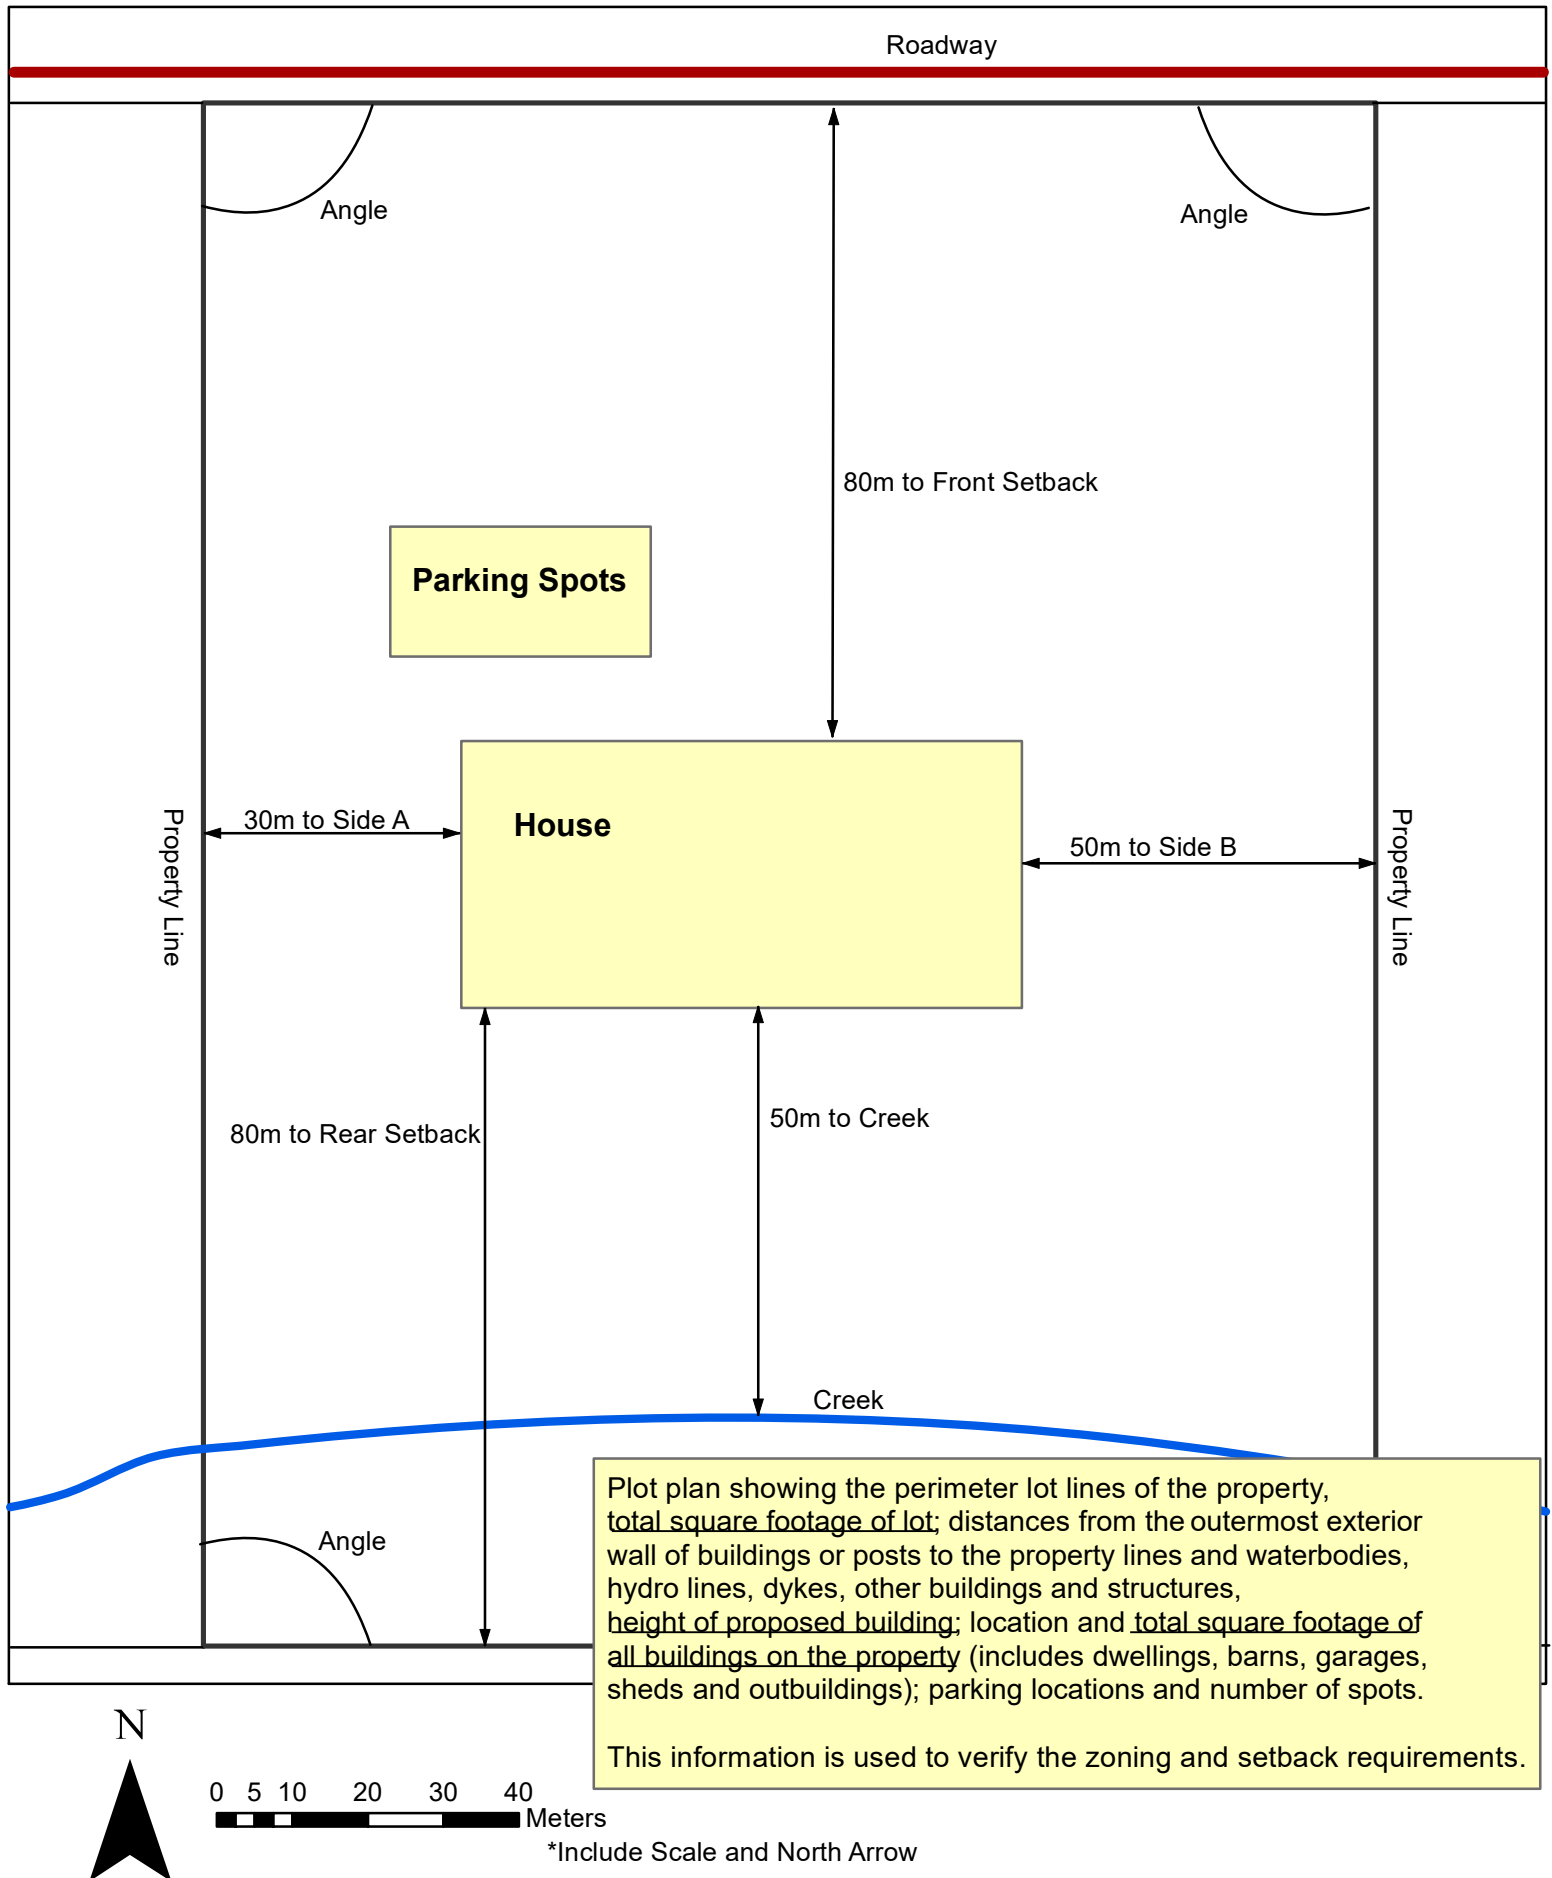 Roadway
Angle
Angle
80m to Front Setback
Parking Spots
30m to Side A
House
50m to Side B
Property Line
Property Line
80m to Rear Setback
50m to Creek
Creek
Angle
Plot plan showing the perimeter lot lines of the property,
total square footage of lot; distances from the outermost exterior
wall of buildings or posts to the property lines and waterbodies,
hydro lines, dykes, other buildings and structures,
height of proposed building; location and total square footage of
all buildings on the property (includes dwellings, barns, garages,
sheds and outbuildings); parking locations and number of spots.
This information is used to verify the zoning and setback requirements.
N
0 5 10 20 30 40
Meters
*Include Scale and North Arrow